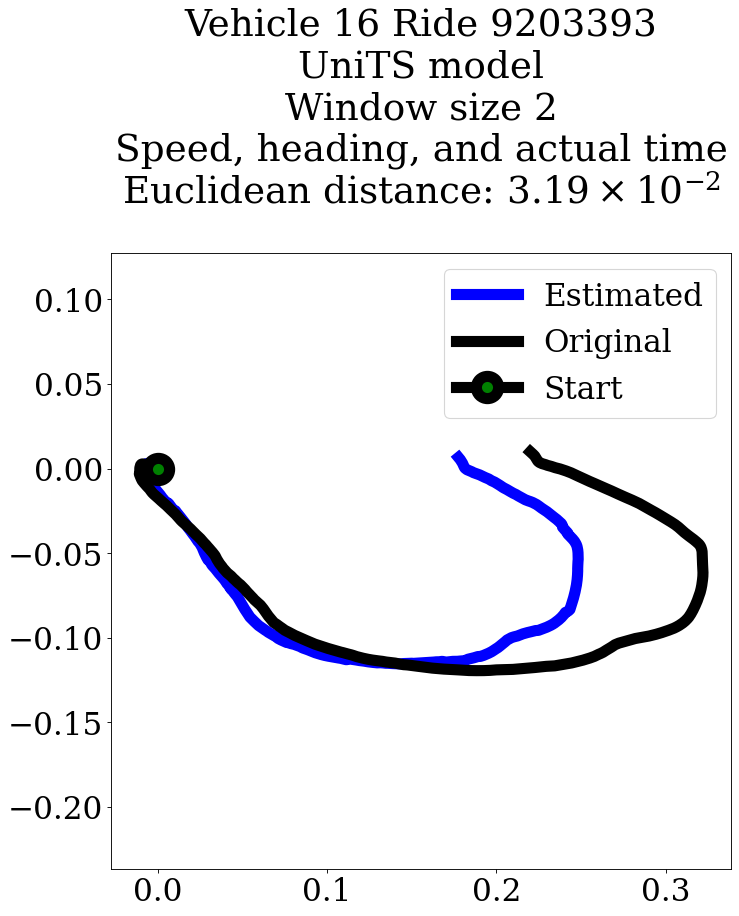 Vehicle 16 Ride 9203393
UniTS model
Window size 2
Speed, heading, and actual time
Euclidean distance: 3.19 × 10⁻²
Estimated
Original
Start
0.10
0.05
0.00
−0.05
−0.10
−0.15
−0.20
0.0 0.1 0.2 0.3